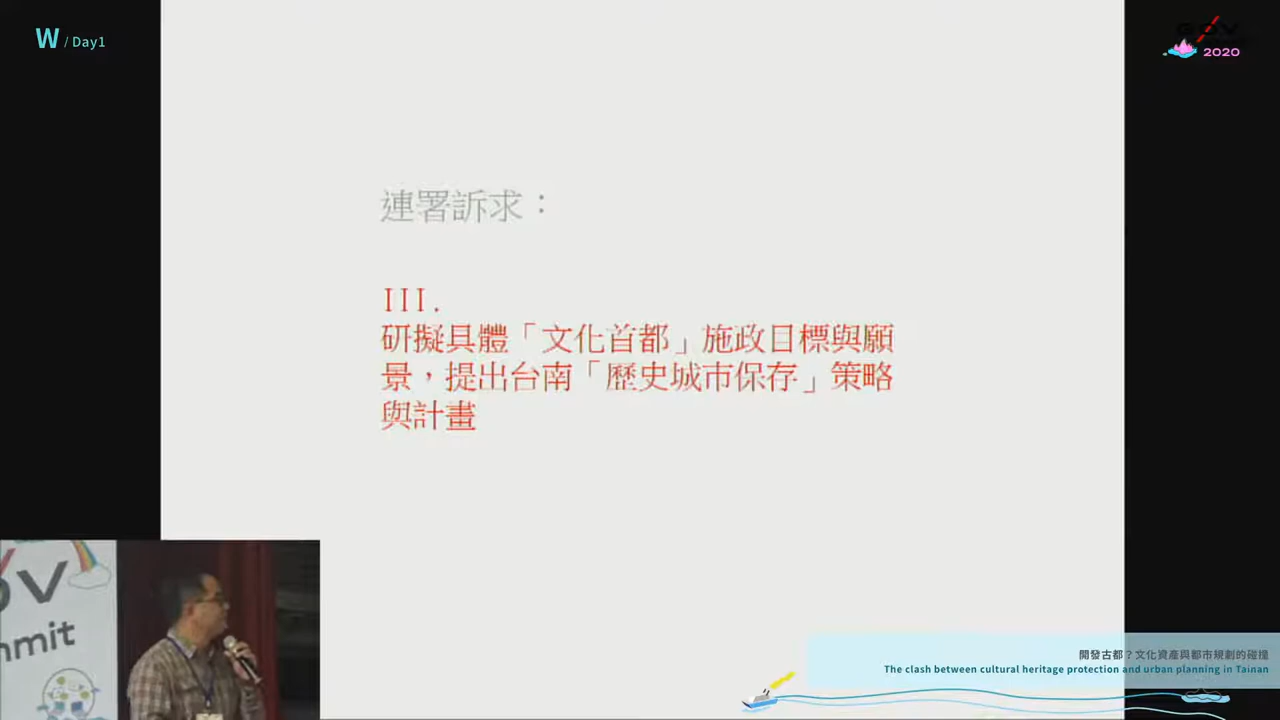 W / Day1
2020
連署訴求：
III.
研擬具體「文化首都」施政目標與願
景，提出台南「歷史城市保存」策略
與計畫
開發古都？文化資產與都市規劃的碰撞
The clash between cultural heritage protection and urban planning in Tainan